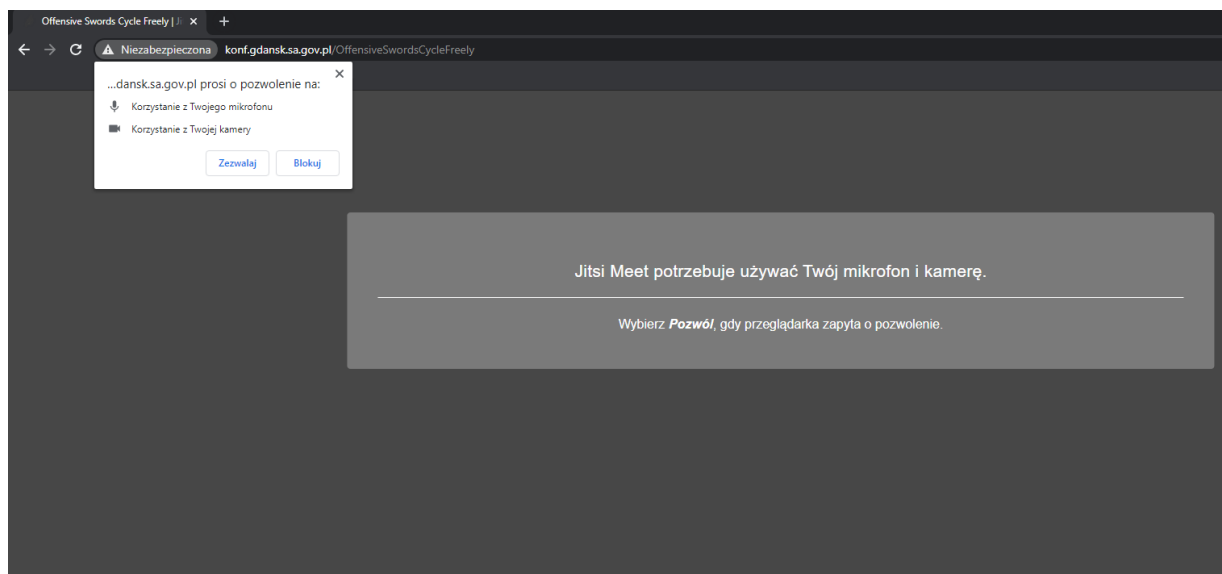 Offensive Swords Cycle Freely | Ji
Niezabezpieczona konf.gdansk.sa.gov.pl/OffensiveSwordsCycleFreely
...dansk.sa.gov.pl prosi o pozwolenie na:
Korzystanie z Twojego mikrofonu
Korzystanie z Twojej kamery
Zezwalaj Blokuj
Jitsi Meet potrzebuje używać Twój mikrofon i kamerę.
Wybierz Pozwól, gdy przeglądarka zapyta o pozwolenie.